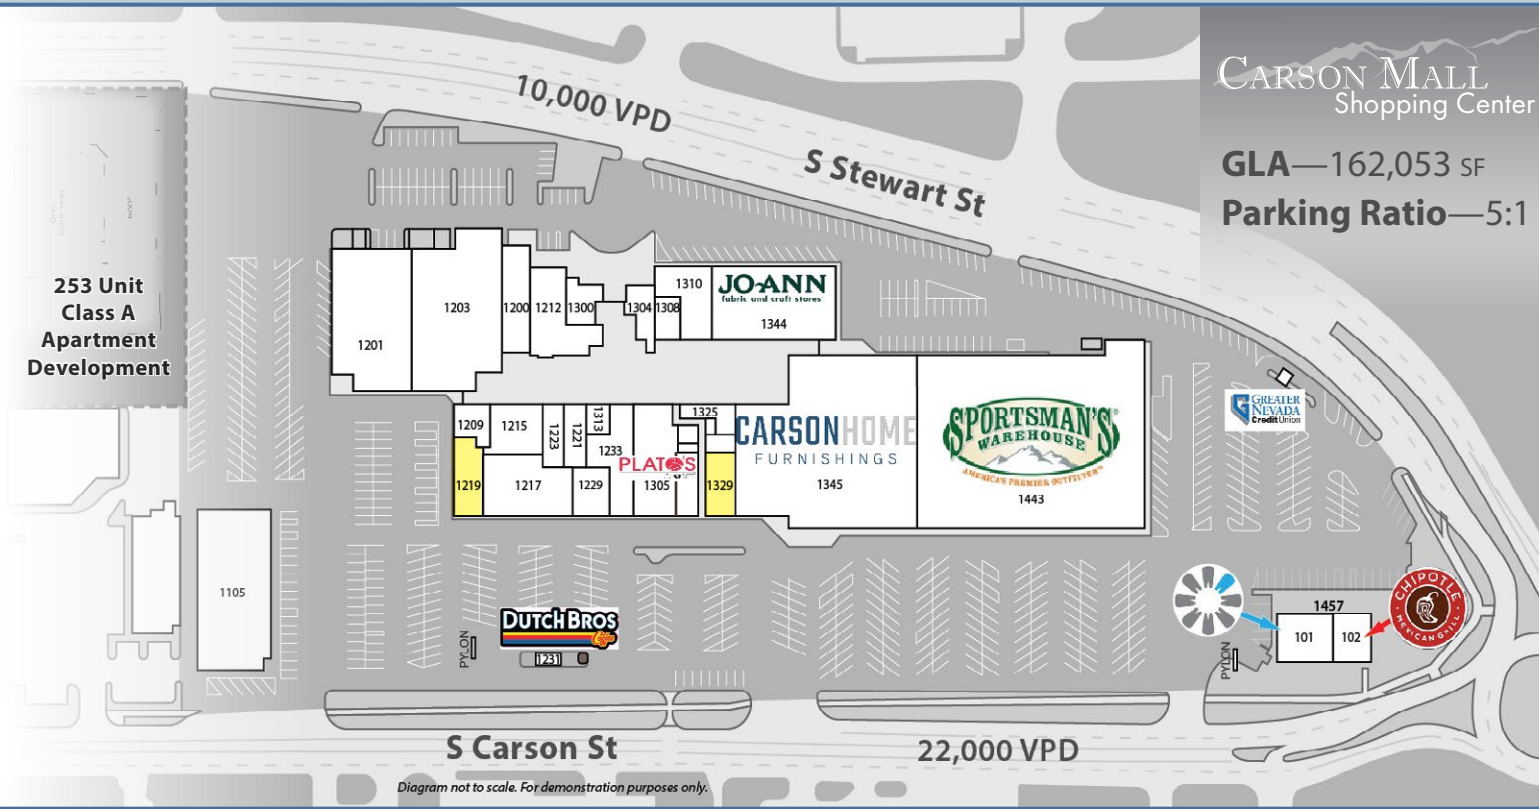 CARSON MALL
Shopping Center
GLA—162,053 SF
Parking Ratio—5:1
10,000 VPD
S Stewart St
253 Unit
Class A
Apartment
Development
1201
1203
1200
1212
1300
1304
1308
1310
JO-ANN
fabric and craft stores
1344
1209
1215
1223
1221
1313
1233
1325
1219
1217
1229
PLATO'S
1305
1329
CARSON HOME
FURNISHINGS
1345
SPORTSMAN'S
WAREHOUSE
AMERICA'S PREMIER OUTFITTER
1443
GREATER
NEVADA
Credit Union
1105
PYLON
DUTCH BROS
Coffee
1231
PYLON
1457
101
102
CHIPOTLE
MEXICAN GRILL
S Carson St
22,000 VPD
Diagram not to scale. For demonstration purposes only.